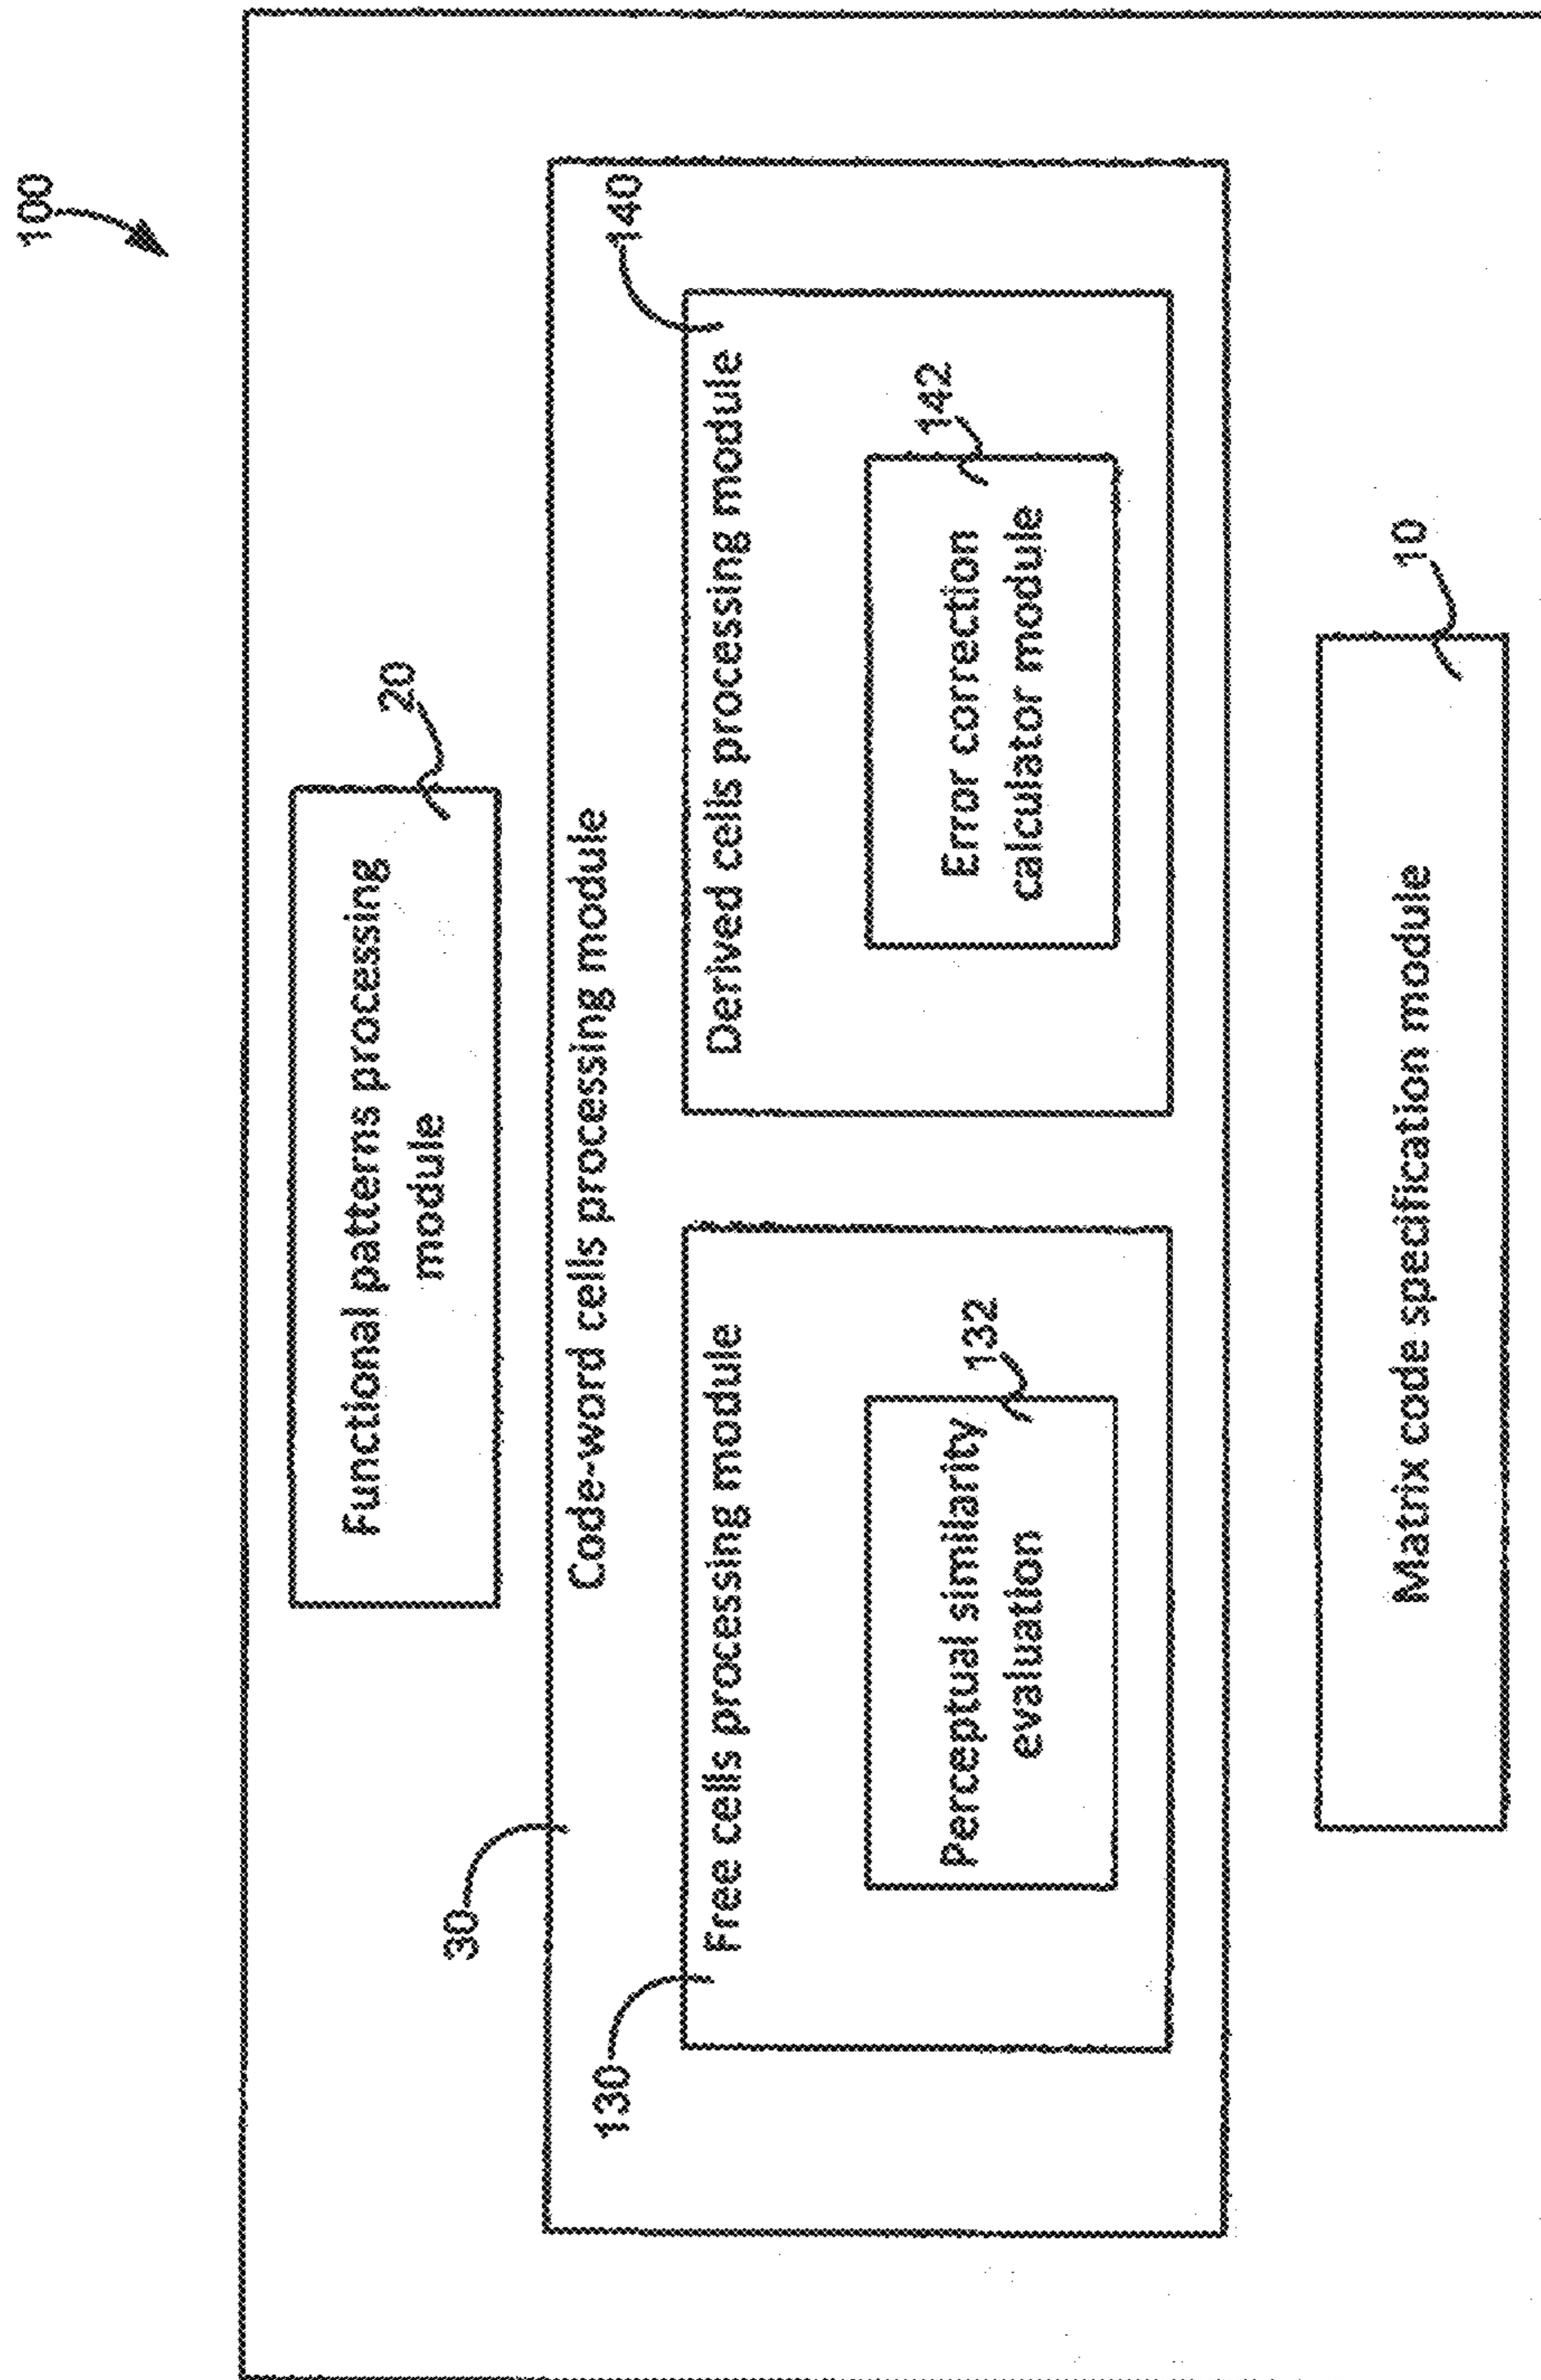 100
20
Functional patterns processing
module
30
Code-word cells processing module
130
Free cells processing module
132
Perceptual similarity
evaluation
140
Derived cells processing module
142
Error correction
calculator module
10
Matrix code specification module